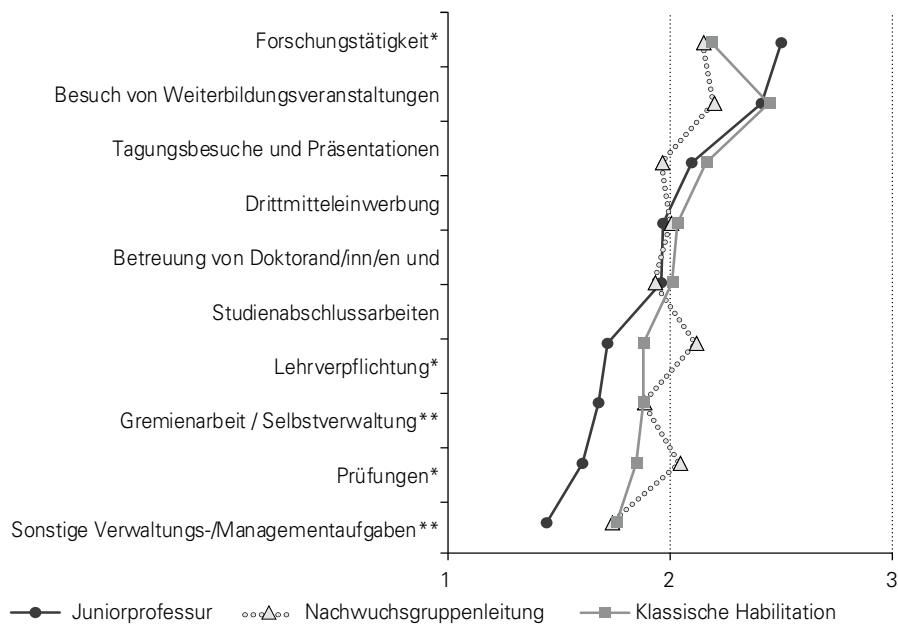 Forschungstätigkeit*
Besuch von Weiterbildungsveranstaltungen
Tagungsbesuche und Präsentationen
Drittmitteleinwerbung
Betreuung von Doktorand/inn/en und
Studienabschlussarbeiten
Lehrverpflichtung*
Gremienarbeit / Selbstverwaltung**
Prüfungen*
Sonstige Verwaltungs-/Managementaufgaben**
1 2 3
Juniorprofessur Nachwuchsgruppenleitung Klassische Habilitation